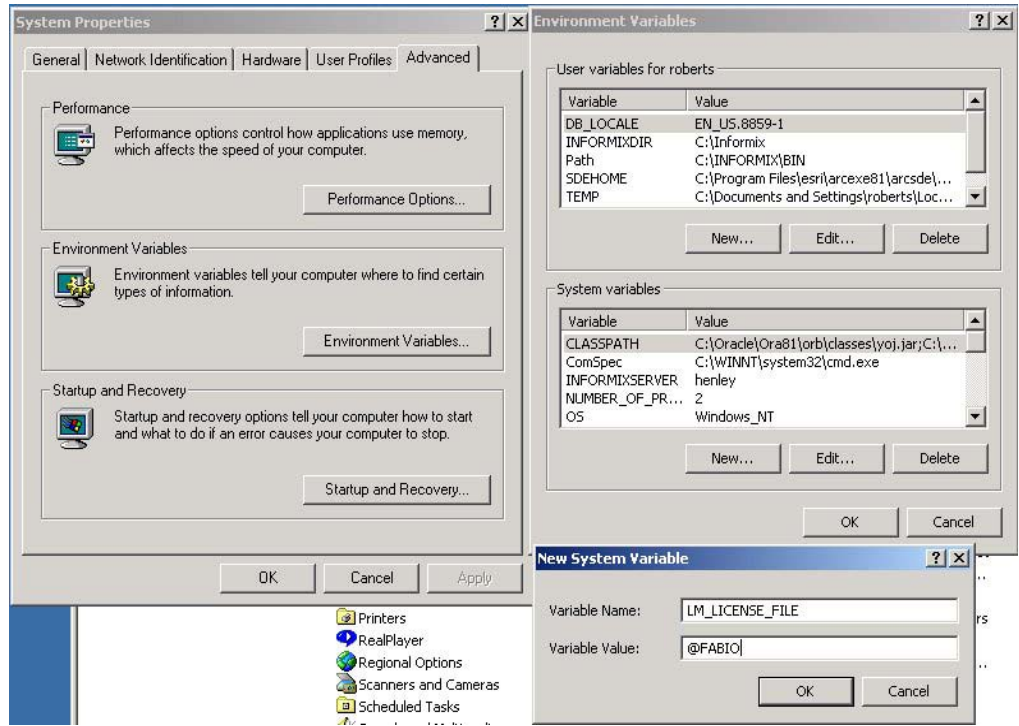 System Properties
General
Network Identification
Hardware
User Profiles
Advanced
Performance
Performance options control how applications use memory,
which affects the speed of your computer.
Performance Options...
Environment Variables
Environment variables tell your computer where to find certain
types of information.
Environment Variables...
Startup and Recovery
Startup and recovery options tell your computer how to start
and what to do if an error causes your computer to stop.
Startup and Recovery...
OK
Cancel
Apply
Environment Variables
User variables for roberts
Variable Value
DB_LOCALE EN_US.8859-1
INFORMIXDIR C:\Informix
Path C:\INFORMIX\BIN
SDEHOME C:\Program Files\esri\arcexe81\arcsde\...
TEMP C:\Documents and Settings\roberts\Loc...
New...
Edit...
Delete
System variables
Variable Value
CLASSPATH C:\Oracle\Ora81\orb\classes\yoj.jar;C:\...
ComSpec C:\WINNT\system32\cmd.exe
INFORMIXSERVER henley
NUMBER_OF_PR... 2
OS Windows_NT
New...
Edit...
Delete
OK
Cancel
New System Variable
Variable Name: LM_LICENSE_FILE
Variable Value: @FABIO
OK
Cancel
Printers
RealPlayer
Regional Options
Scanners and Cameras
Scheduled Tasks